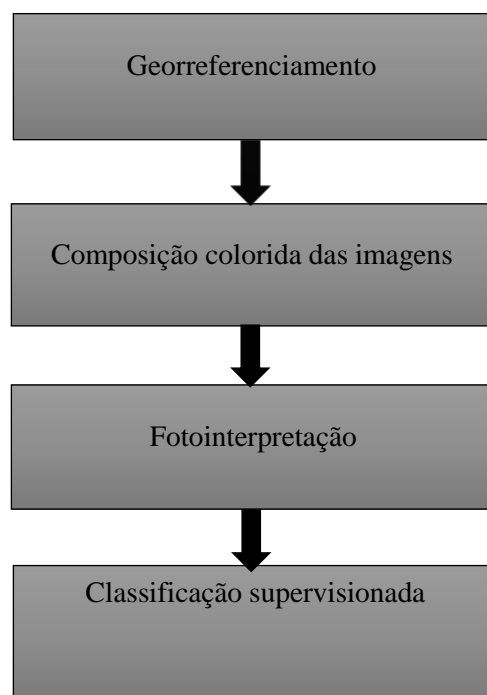 Georreferenciamento
Composição colorida das imagens
Fotointerpretação
Classificação supervisionada